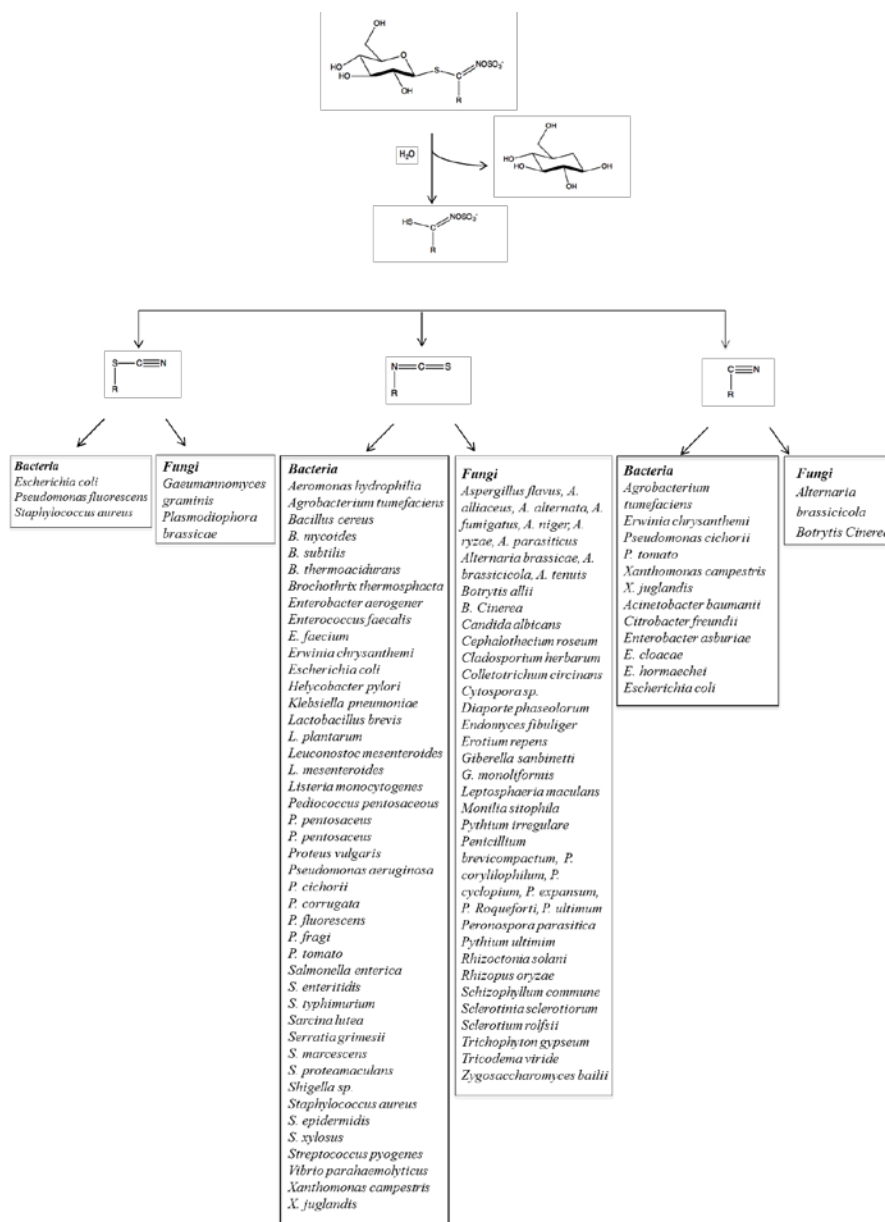 OH
HO
HO
OH
O
S
C
NOSO₃⁻
R
H₂O
OH
HO
HO
OH
OH
HS
C
NOSO₃⁻
R
S—C≡N
R
N=C=S
R
C≡N
R
Bacteria
Escherichia coli
Pseudomonas fluorescens
Staphylococcus aureus
Fungi
Gaeumannomyces
graminis
Plasmodiophora
brassicae
Bacteria
Aeromonas hydrophilia
Agrobacterium tumefaciens
Bacillus cereus
B. mycoides
B. subtilis
B. thermoacidurans
Brochothrix thermosphacta
Enterobacter aerogener
Enterococcus faecalis
E. faecium
Erwinia chrysanthemi
Escherichia coli
Helycobacter pylori
Klebsiella pneumoniae
Lactobacillus brevis
L. plantarum
Leuconostoc mesenteroides
L. mesenteroides
Listeria monocytogenes
Pediococcus pentosaceous
P. pentosaceus
P. pentosaceus
Proteus vulgaris
Pseudomonas aeruginosa
P. cichorii
P. corrugata
P. fluorescens
P. fragi
P. tomato
Salmonella enterica
S. enteritidis
S. typhimurium
Sarcina lutea
Serratia grimesii
S. marcescens
S. proteamaculans
Shigella sp.
Staphylococcus aureus
S. epidermidis
S. xylosus
Streptococcus pyogenes
Vibrio parahaemolyticus
Xanthomonas campestris
X. juglandis
Fungi
Aspergillus flavus, A.
alliaceus, A. alternata, A.
fumigatus, A. niger, A.
ryzae, A. parasiticus
Alternaria brassicae, A.
brassicicola, A. tenuis
Botrytis allii
B. Cinerea
Candida albicans
Cephalothecium roseum
Cladosporium herbarum
Colletotrichum circinans
Cytospora sp.
Diaporte phaseolorum
Endomyces fibuliger
Erotium repens
Giberella sanbinetti
G. monoliformis
Leptosphaeria maculans
Monilia sitophila
Pythium irregulare
Penicillium
brevicompactum, P.
corylilophilum, P.
cyclopium, P. expansum,
P. Roqueforti, P. ultimum
Peronospora parasitica
Pythium ultimim
Rhizoctonia solani
Rhizopus oryzae
Schizophyllum commune
Sclerotinia sclerotiorum
Sclerotium rolfsii
Trichophyton gypseum
Tricodema viride
Zygosaccharomyces bailii
Bacteria
Agrobacterium
tumefaciens
Erwinia chrysanthemi
Pseudomonas cichorii
P. tomato
Xanthomonas campestris
X. juglandis
Acinetobacter baumanii
Citrobacter freundii
Enterobacter asburiae
E. cloacae
E. hormaechei
Escherichia coli
Fungi
Alternaria
brassicicola
Botrytis Cinerea